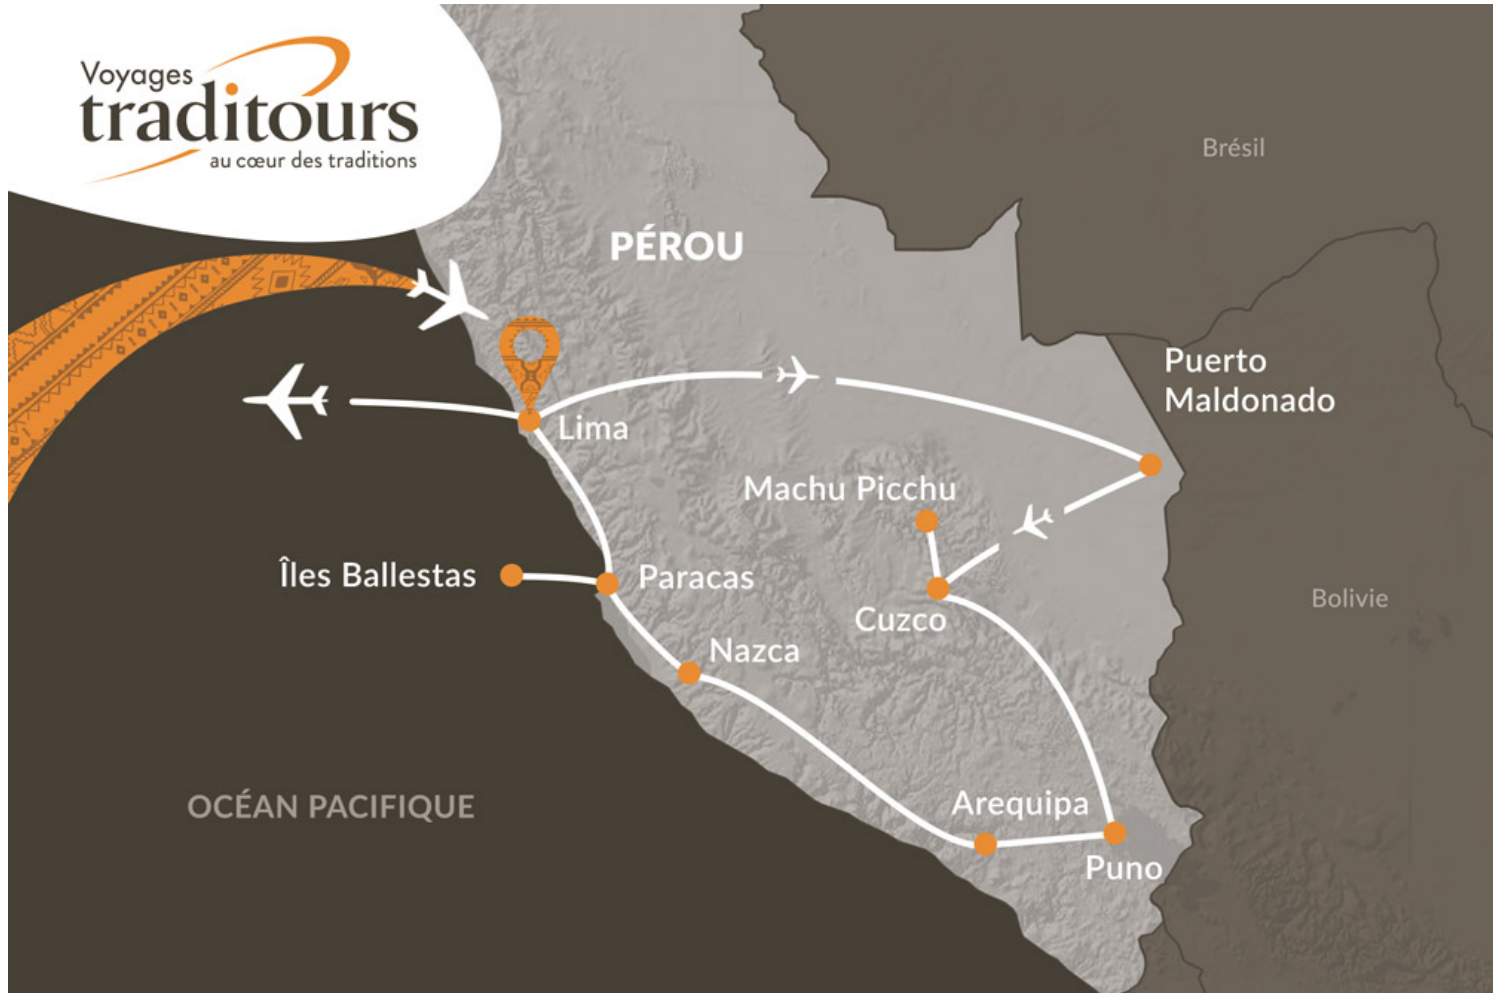 Voyages
traditours
au cœur des traditions
Brésil
PÉROU
Puerto
Maldonado
Lima
Machu Picchu
Îles Ballestas
Paracas
Cuzco
Bolivie
Nazca
OCÉAN PACIFIQUE
Arequipa
Puno